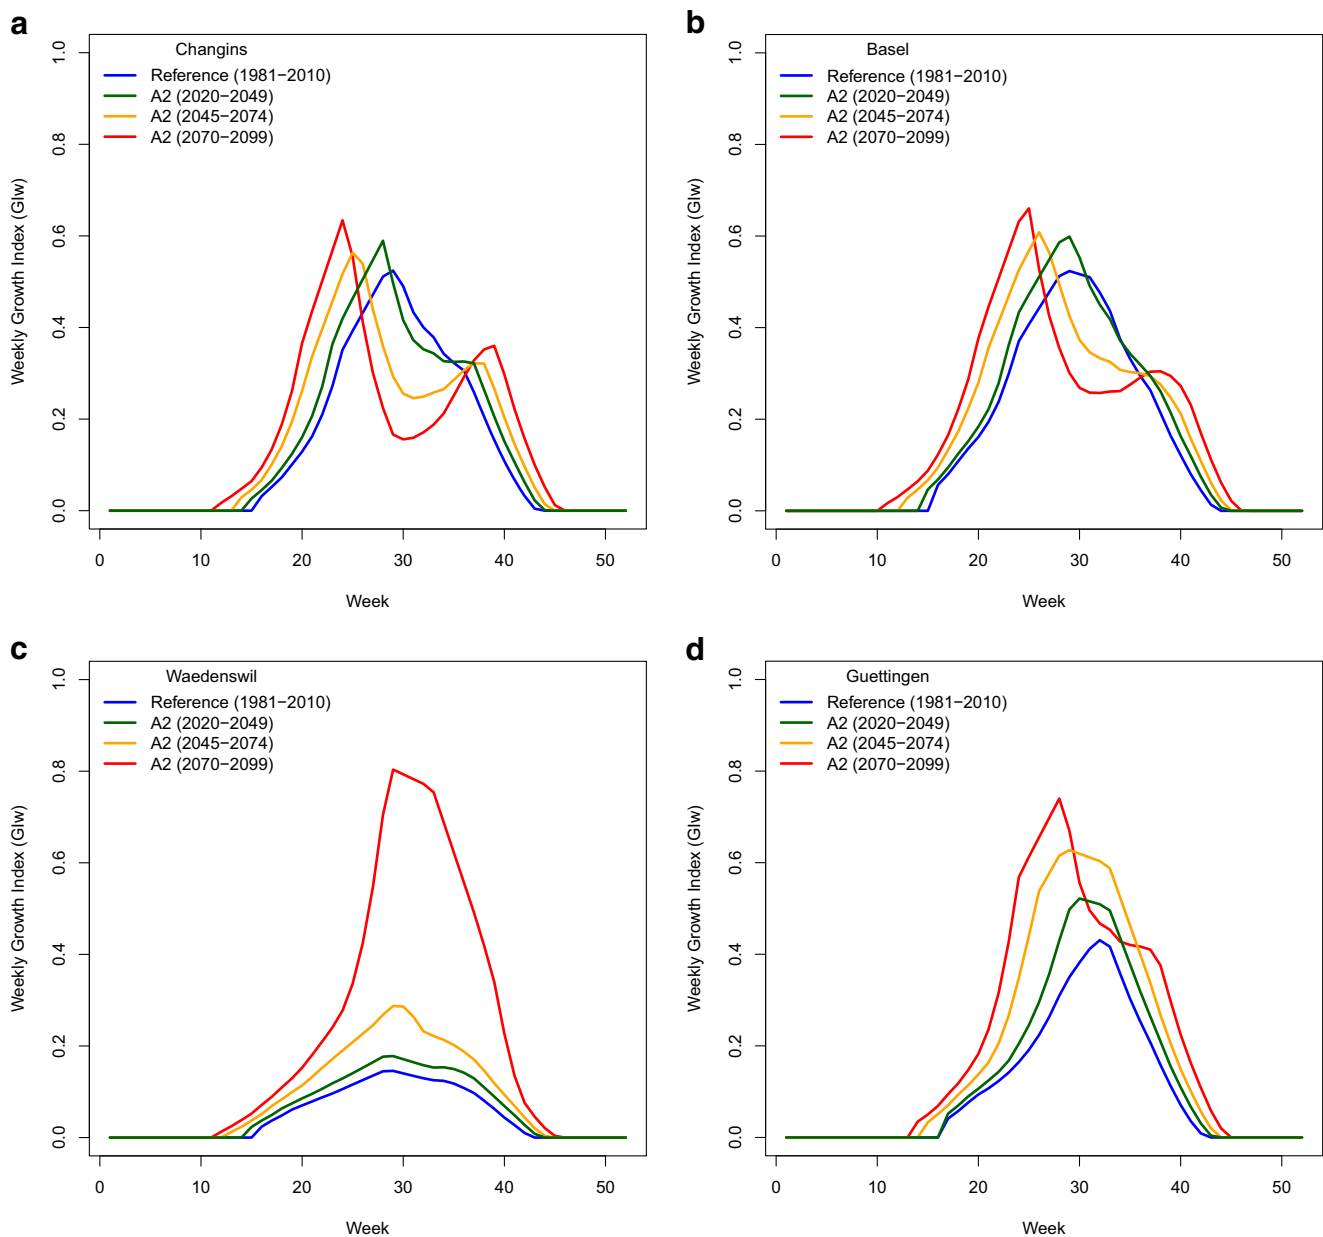 a
Changins
Reference (1981−2010)
A2 (2020−2049)
A2 (2045−2074)
A2 (2070−2099)
Weekly Growth Index (GIw)
0.0 0.2 0.4 0.6 0.8 1.0
0 10 20 30 40 50
Week
b
Basel
Reference (1981−2010)
A2 (2020−2049)
A2 (2045−2074)
A2 (2070−2099)
Weekly Growth Index (GIw)
0.0 0.2 0.4 0.6 0.8 1.0
0 10 20 30 40 50
Week
c
Waedenswil
Reference (1981−2010)
A2 (2020−2049)
A2 (2045−2074)
A2 (2070−2099)
Weekly Growth Index (GIw)
0.0 0.2 0.4 0.6 0.8 1.0
0 10 20 30 40 50
Week
d
Guettingen
Reference (1981−2010)
A2 (2020−2049)
A2 (2045−2074)
A2 (2070−2099)
Weekly Growth Index (GIw)
0.0 0.2 0.4 0.6 0.8 1.0
0 10 20 30 40 50
Week